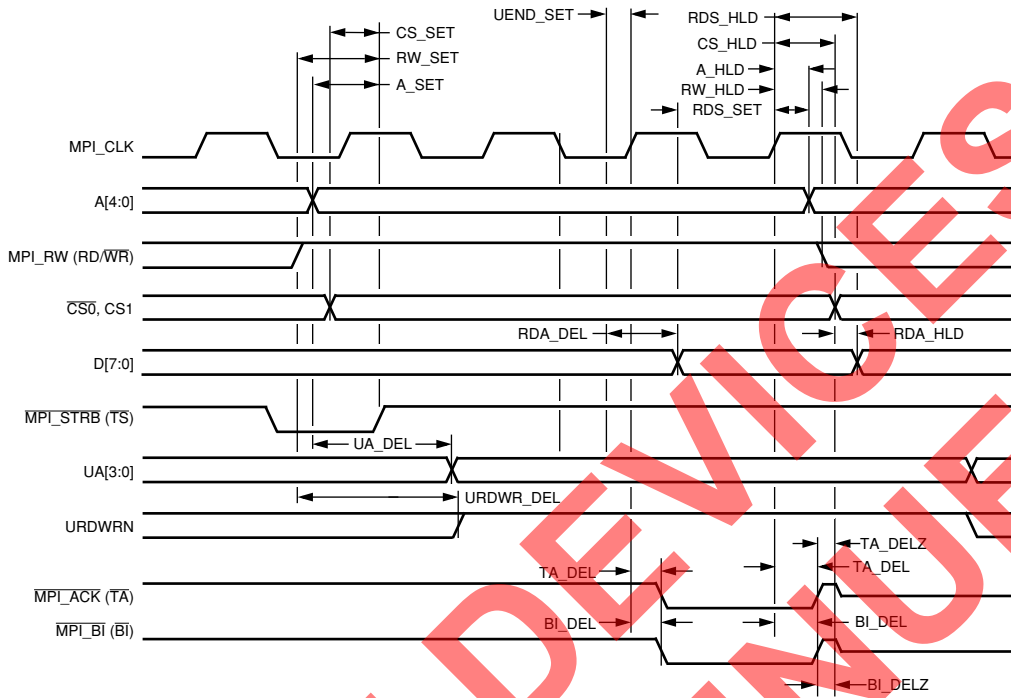 UEND_SET
RDS_HLD
CS_SET
CS_HLD
RW_SET
A_HLD
A_SET
RW_HLD
RDS_SET
MPI_CLK
A[4:0]
MPI_RW (RD/WR)
CS0, CS1
RDA_DEL
RDA_HLD
D[7:0]
MPI_STRB (TS)
UA_DEL
UA[3:0]
URDWR_DEL
URDWRN
TA_DELZ
TA_DEL
TA_DEL
MPI_ACK (TA)
BI_DEL
BI_DEL
MPI_BI (BI)
BI_DELZ
DEVICES